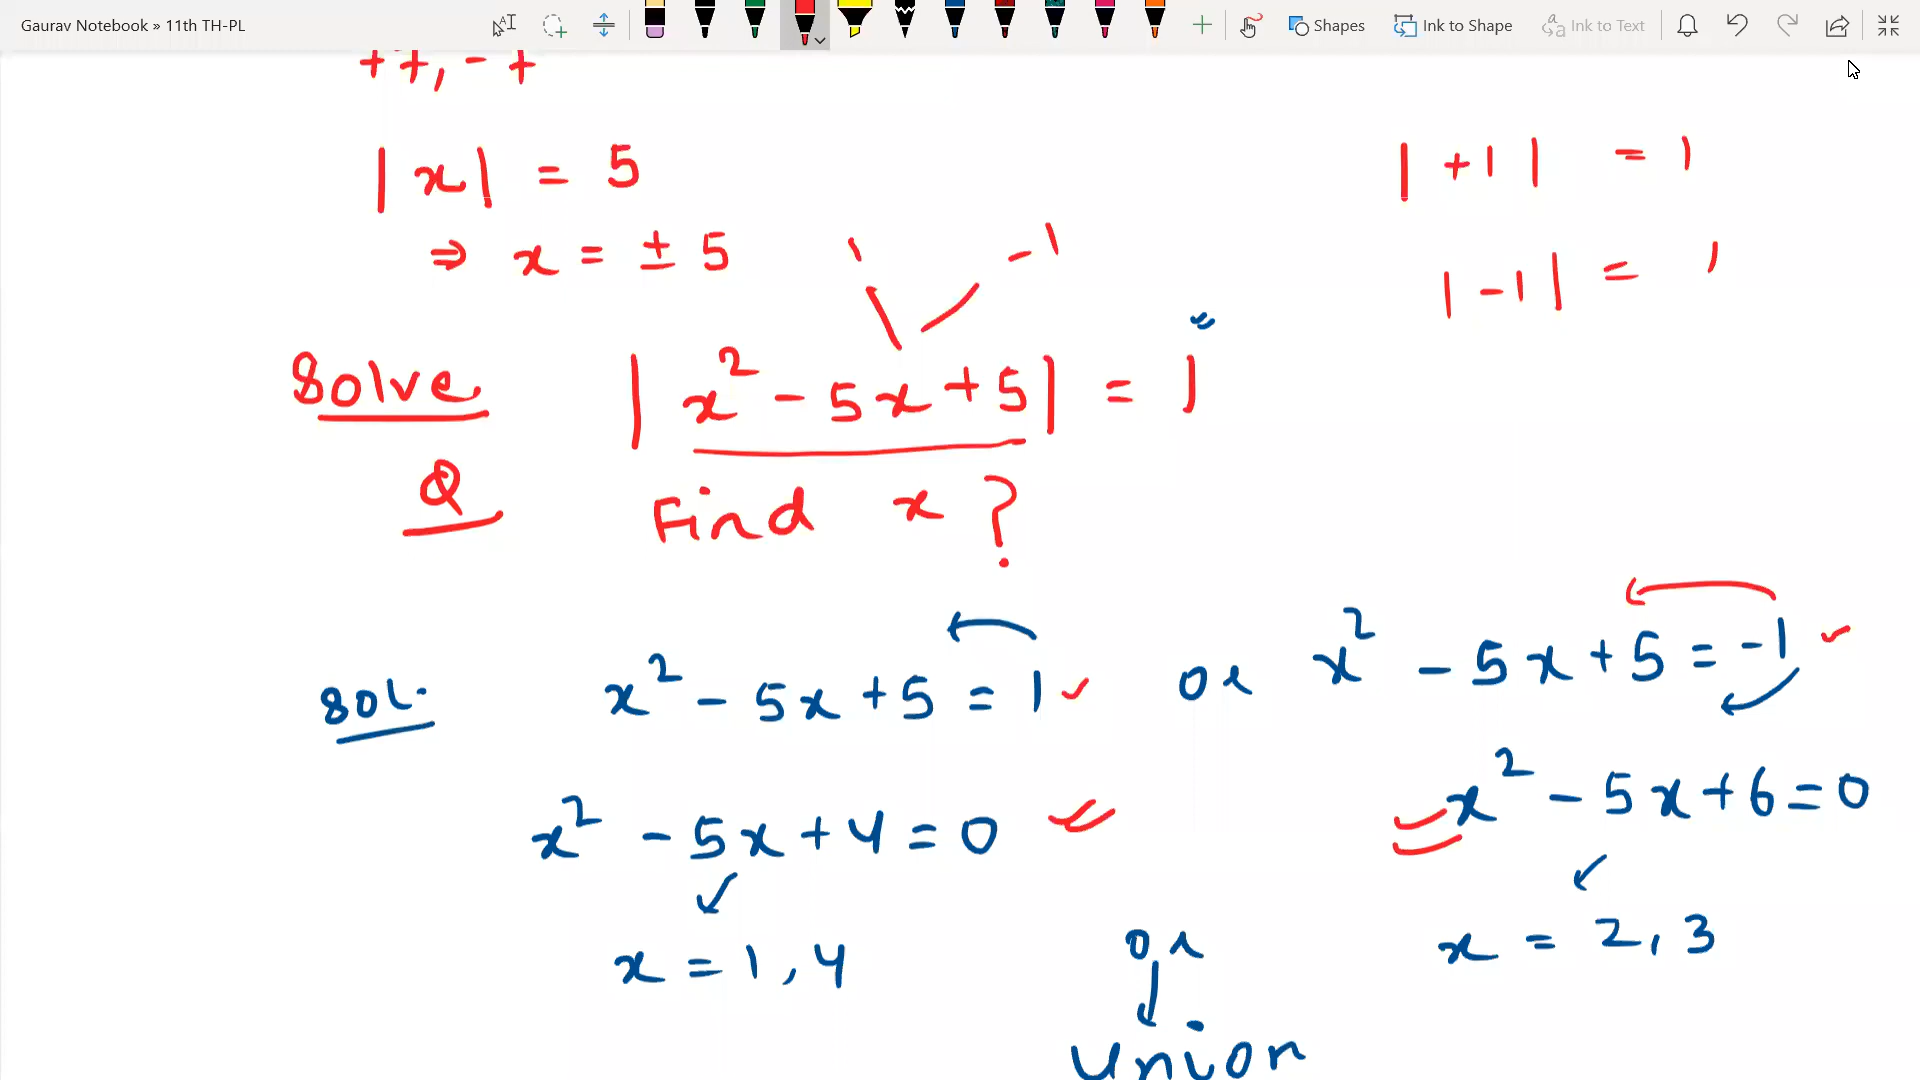 Gaurav Notebook » 11th TH-PL
Shapes
Ink to Shape
Ink to Text
|x| = 5
⇒ x = ± 5
|+1| = 1
|-1| = 1
1 -1
Solve |x² - 5x + 5| = 1
Q Find x ?
Sol. x² - 5x + 5 = 1 or x² - 5x + 5 = -1
x² - 5x + 4 = 0 x² - 5x + 6 = 0
x = 1, 4 or x = 2, 3
Union